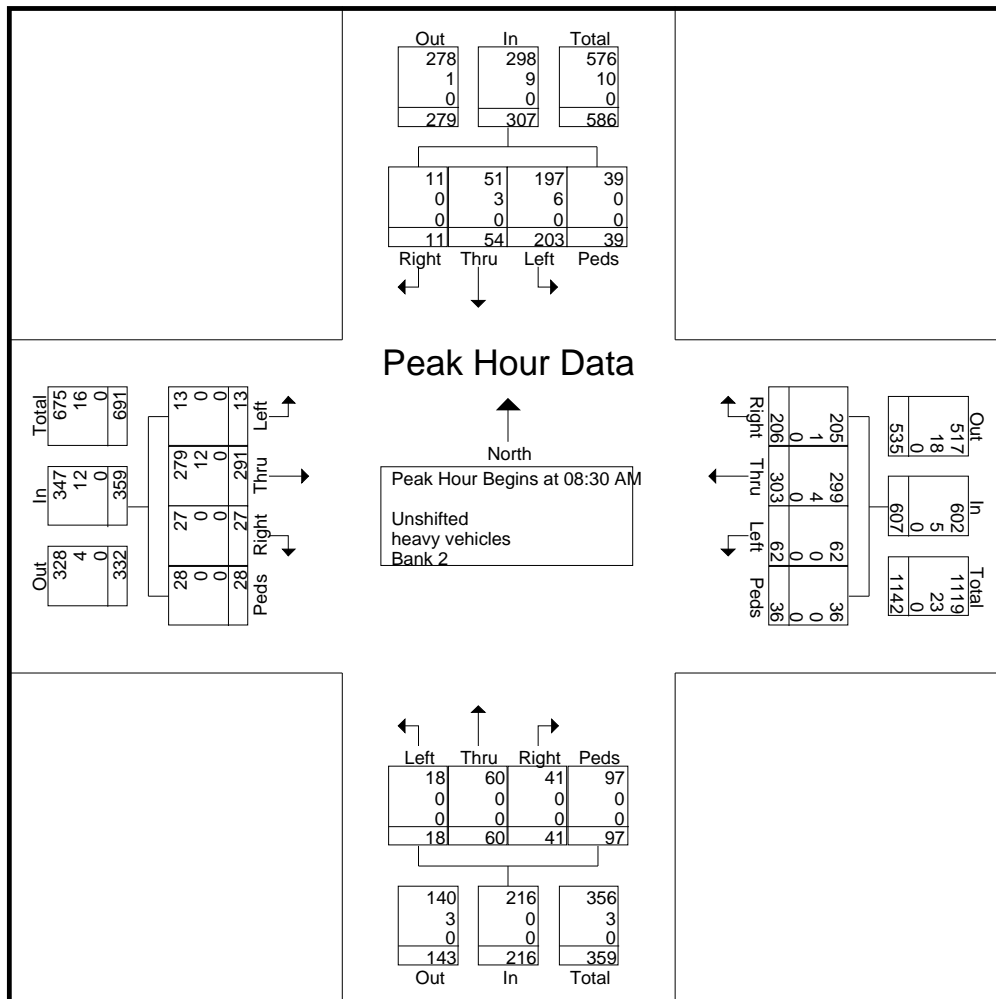 Out In Total
278 298 576
1 9 10
0 0 0
279 307 586
11 51 197 39
0 3 6 0
0 0 0 0
11 54 203 39
Right Thru Left Peds
Peak Hour Data
North
Peak Hour Begins at 08:30 AM
Unshifted
heavy vehicles
Bank 2
Total
675
16
0
691
In
347
12
0
359
Out
328
4
0
332
13
0
0
13
Left
279
12
0
291
Thru
27
0
0
27
Right
28
0
0
28
Peds
Right
205
1
0
206
Thru
299
4
0
303
Left
62
0
0
62
Peds
36
0
0
36
Out
517
18
0
535
In
602
5
0
607
Total
1119
23
0
1142
Left Thru Right Peds
18 60 41 97
0 0 0 0
0 0 0 0
18 60 41 97
140 216 356
3 0 3
0 0 0
143 216 359
Out In Total